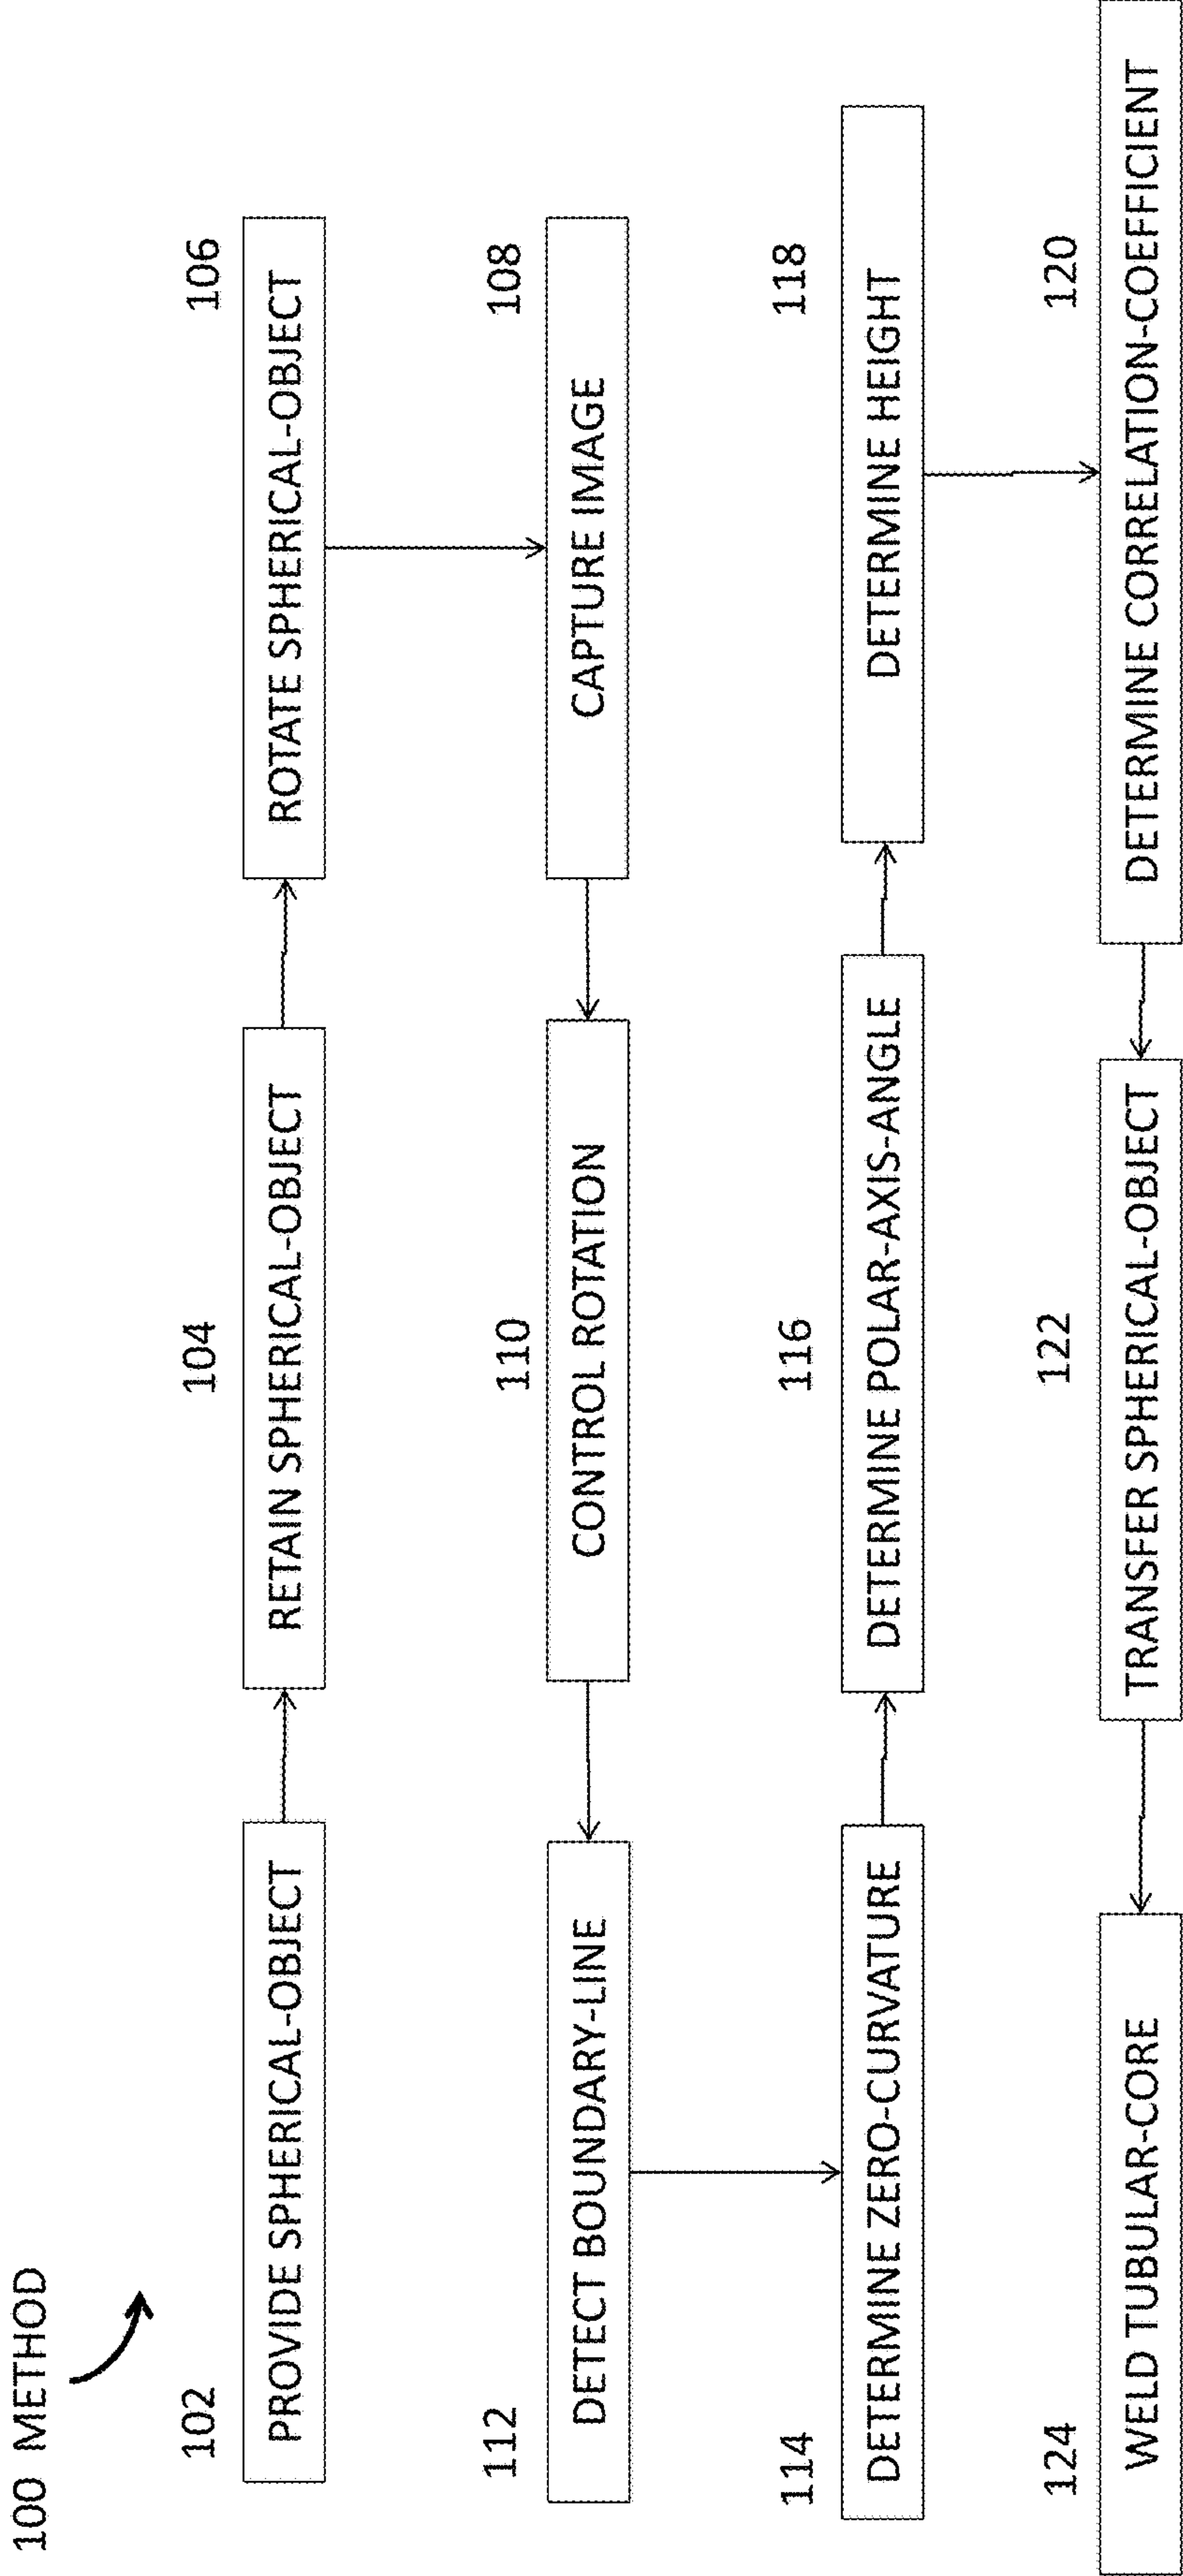 100 METHOD
102
PROVIDE SPHERICAL-OBJECT
104
RETAIN SPHERICAL-OBJECT
106
ROTATE SPHERICAL-OBJECT
108
CAPTURE IMAGE
110
CONTROL ROTATION
112
DETECT BOUNDARY-LINE
114
DETERMINE ZERO-CURVATURE
116
DETERMINE POLAR-AXIS-ANGLE
118
DETERMINE HEIGHT
120
DETERMINE CORRELATION-COEFFICIENT
122
TRANSFER SPHERICAL-OBJECT
124
WELD TUBULAR-CORE